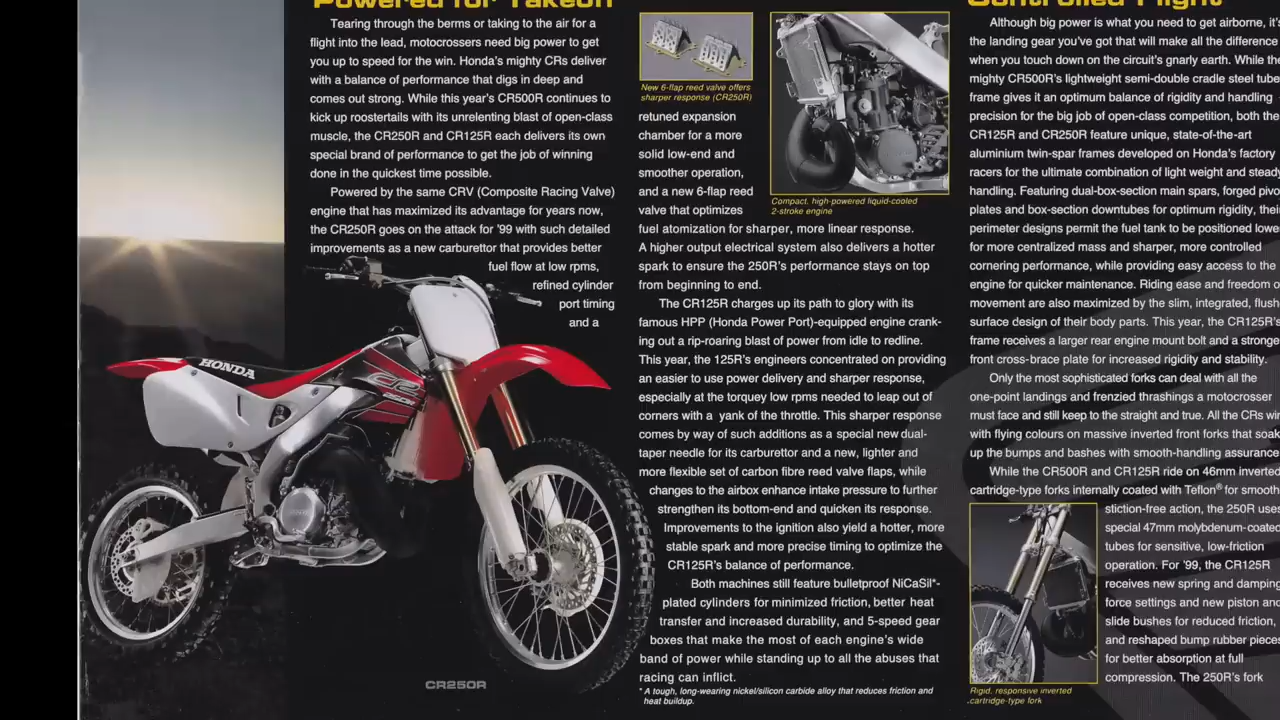 Powered for Takeoff
Tearing through the berms or taking to the air for a
flight into the lead, motocrossers need big power to get
you up to speed for the win. Honda's mighty CRs deliver
with a balance of performance that digs in deep and
comes out strong. While this year's CR500R continues to
kick up roostertails with its unrelenting blast of open-class
muscle, the CR250R and CR125R each delivers its own
special brand of performance to get the job of winning
done in the quickest time possible.
Powered by the same CRV (Composite Racing Valve)
engine that has maximized its advantage for years now,
the CR250R goes on the attack for '99 with such detailed
improvements as a new carburettor that provides better
fuel flow at low rpms,
refined cylinder
port timing
and a
HONDA
CR250R
New 6-flap reed valve offers
sharper response (CR250R)
Compact, high-powered liquid-cooled
2-stroke engine
retuned expansion
chamber for a more
solid low-end and
smoother operation,
and a new 6-flap reed
valve that optimizes
fuel atomization for sharper, more linear response.
A higher output electrical system also delivers a hotter
spark to ensure the 250R's performance stays on top
from beginning to end.
The CR125R charges up its path to glory with its
famous HPP (Honda Power Port)-equipped engine crank-
ing out a rip-roaring blast of power from idle to redline.
This year, the 125R's engineers concentrated on providing
an easier to use power delivery and sharper response,
especially at the torquey low rpms needed to leap out of
corners with a yank of the throttle. This sharper response
comes by way of such additions as a special new dual-
taper needle for its carburettor and a new, lighter and
more flexible set of carbon fibre reed valve flaps, while
changes to the airbox enhance intake pressure to further
strengthen its bottom-end and quicken its response.
Improvements to the ignition also yield a hotter, more
stable spark and more precise timing to optimize the
CR125R's balance of performance.
Both machines still feature bulletproof NiCaSil*-
plated cylinders for minimized friction, better heat
transfer and increased durability, and 5-speed gear
boxes that make the most of each engine's wide
band of power while standing up to all the abuses that
racing can inflict.
* A tough, long-wearing nickel/silicon carbide alloy that reduces friction and
heat buildup.
Controlled Flight
Although big power is what you need to get airborne, it's
the landing gear you've got that will make all the difference
when you touch down on the circuit's gnarly earth. While the
mighty CR500R's lightweight semi-double cradle steel tube
frame gives it an optimum balance of rigidity and handling
precision for the big job of open-class competition, both the
CR125R and CR250R feature unique, state-of-the-art
aluminium twin-spar frames developed on Honda's factory
racers for the ultimate combination of light weight and steady
handling. Featuring dual-box-section main spars, forged pivo
plates and box-section downtubes for optimum rigidity, their
perimeter designs permit the fuel tank to be positioned lowe
for more centralized mass and sharper, more controlled
cornering performance, while providing easy access to the
engine for quicker maintenance. Riding ease and freedom o
movement are also maximized by the slim, integrated, flush
surface design of their body parts. This year, the CR125R's
frame receives a larger rear engine mount bolt and a stronge
front cross-brace plate for increased rigidity and stability.
Only the most sophisticated forks can deal with all the
one-point landings and frenzied thrashings a motocrosser
must face and still keep to the straight and true. All the CRs win
with flying colours on massive inverted front forks that soak
up the bumps and bashes with smooth-handling assurance
While the CR500R and CR125R ride on 46mm inverted
cartridge-type forks internally coated with Teflon® for smooth
sliction-free action, the 250R uses
special 47mm molybdenum-coated
tubes for sensitive, low-friction
operation. For '99, the CR125R
receives new spring and damping
force settings and new piston and
slide bushes for reduced friction,
and reshaped bump rubber pieces
for better absorption at full
compression. The 250R's fork
Rigid, responsive inverted
cartridge-type fork